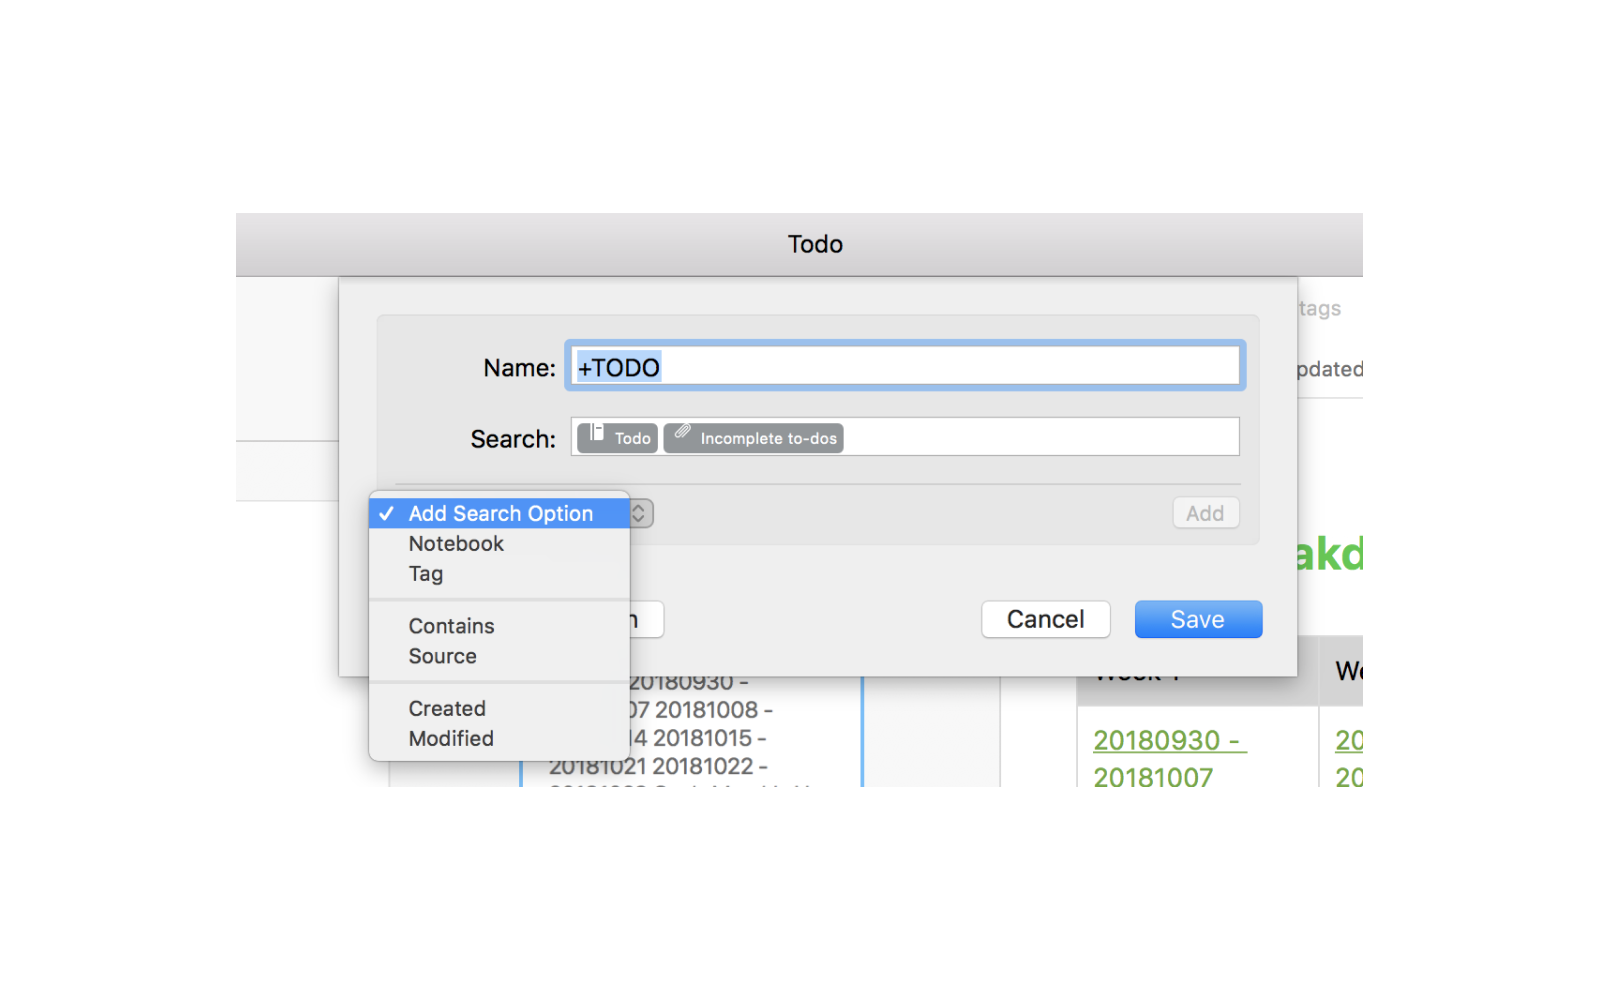 Todo
tags
Name: +TODO
pdated
Search: Todo Incomplete to-dos
Add Search Option
Add
Notebook
Tag
akd
Contains
Cancel
Save
Source
20180930 -
Created
07 20181008 -
Modified
14 20181015 -
20181021 20181022 -
20180930 -
20181007
20
20